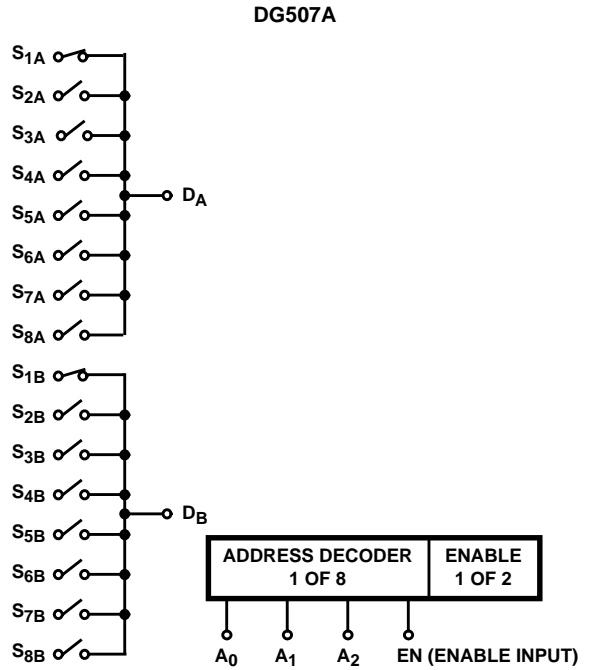 DG507A
S1A
S2A
S3A
S4A
DA
S5A
S6A
S7A
S8A
S1B
S2B
S3B
S4B
DB
S5B
S6B
S7B
S8B
ADDRESS DECODER
1 OF 8
ENABLE
1 OF 2
A0 A1 A2 EN (ENABLE INPUT)